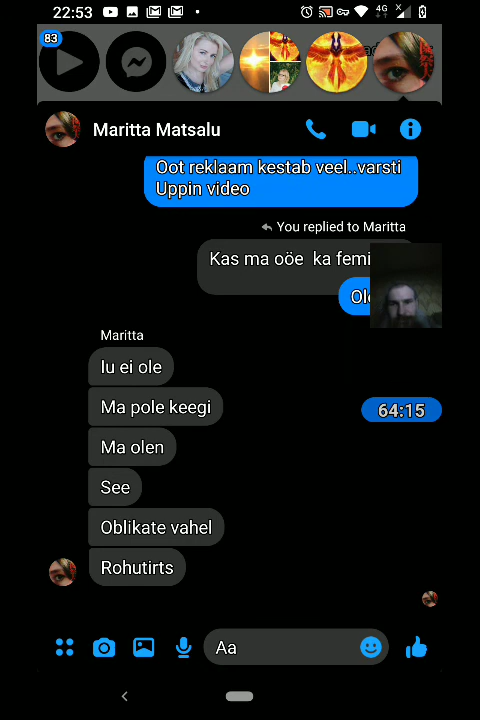 22:53
4G
83
Maritta Matsalu
Oot reklaam kestab veel..varsti
Uppin video
You replied to Maritta
Kas ma oöe ka femi
Ole
Maritta
Iu ei ole
Ma pole keegi
64:15
Ma olen
See
Oblikate vahel
Rohutirts
Aa